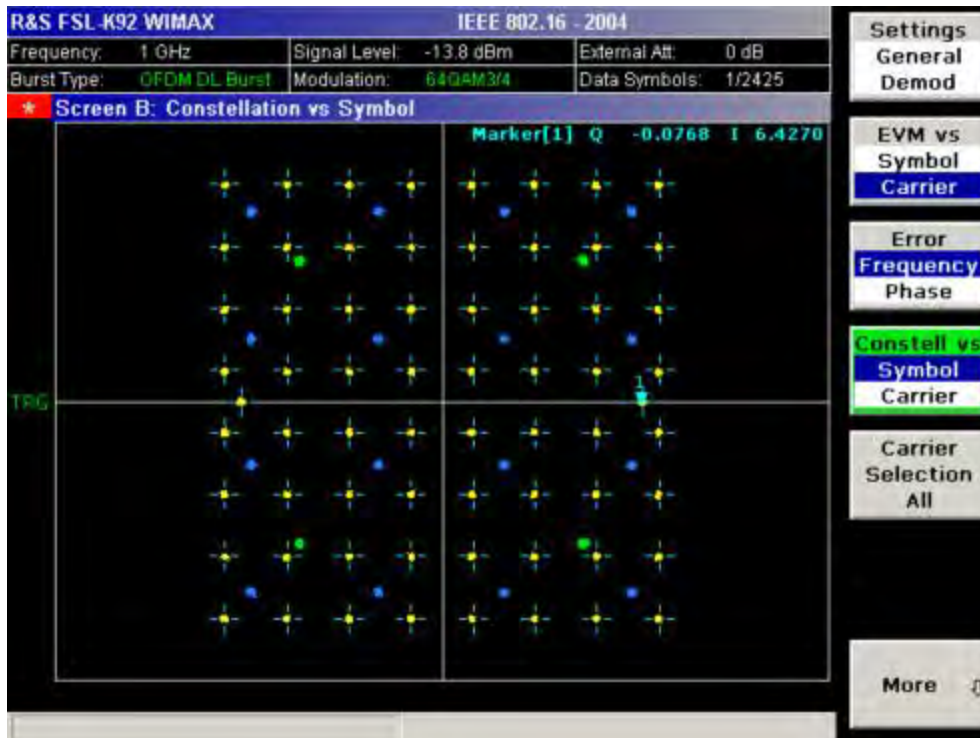 R&S FSL-K92 WIMAX IEEE 802.16 - 2004
Frequency: 1 GHz Signal Level: -13.8 dBm External Att: 0 dB
Burst Type: OFDM DL Burst Modulation: 64QAM3/4 Data Symbols: 1/2425
* Screen B: Constellation vs Symbol
Marker[1] Q -0.0768 I 6.4270
1
TRG
Settings
General
Demod
EVM vs
Symbol
Carrier
Error
Frequency
Phase
Constell vs
Symbol
Carrier
Carrier
Selection
All
More